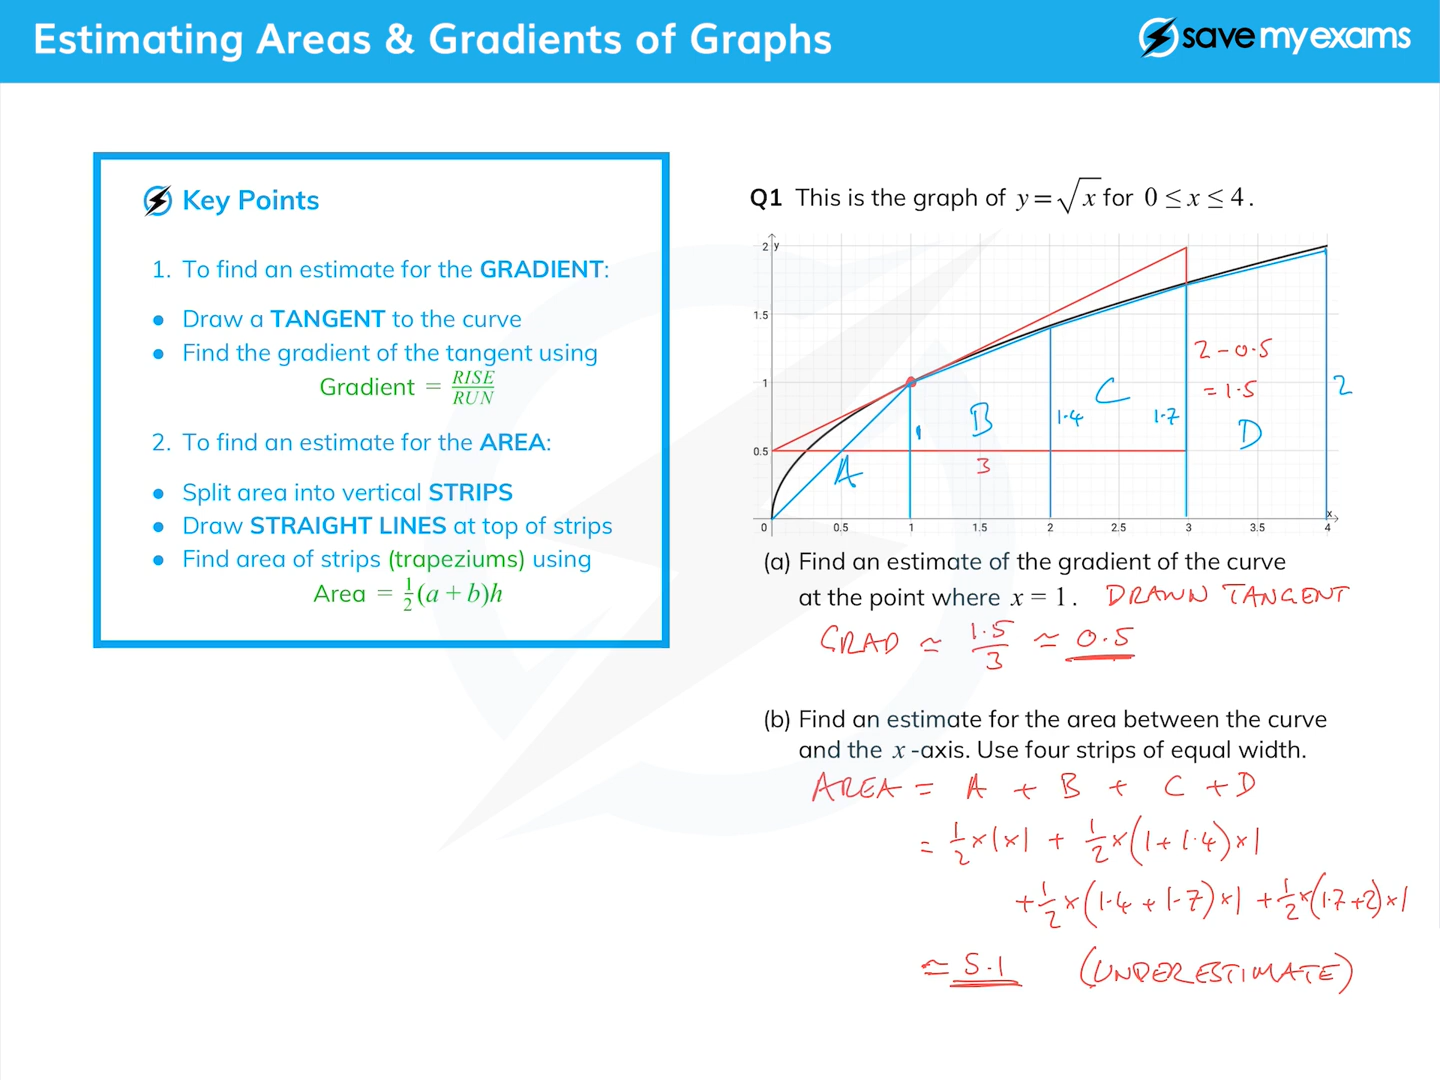 Estimating Areas & Gradients of Graphs
save my exams
Key Points
1. To find an estimate for the GRADIENT:
• Draw a TANGENT to the curve
• Find the gradient of the tangent using
Gradient = RISE/RUN
2. To find an estimate for the AREA:
• Split area into vertical STRIPS
• Draw STRAIGHT LINES at top of strips
• Find area of strips (trapeziums) using
Area = 1/2(a + b)h
Q1 This is the graph of y = √x for 0 ≤ x ≤ 4.
2 y
1.5
1
0.5
0 0.5 1 1.5 2 2.5 3 3.5 4 x
A
1
B
3
1.4
C
1.7
2 - 0.5
= 1.5
D
2
(a) Find an estimate of the gradient of the curve
at the point where x = 1. DRAWN TANGENT
GRAD ≃ 1.5/3 ≃ 0.5
(b) Find an estimate for the area between the curve
and the x-axis. Use four strips of equal width.
AREA = A + B + C + D
= 1/2 × 1 × 1 + 1/2 × (1 + 1.4) × 1
+ 1/2 × (1.4 + 1.7) × 1 + 1/2 × (1.7 + 2) × 1
≃ 5.1 (UNDERESTIMATE)